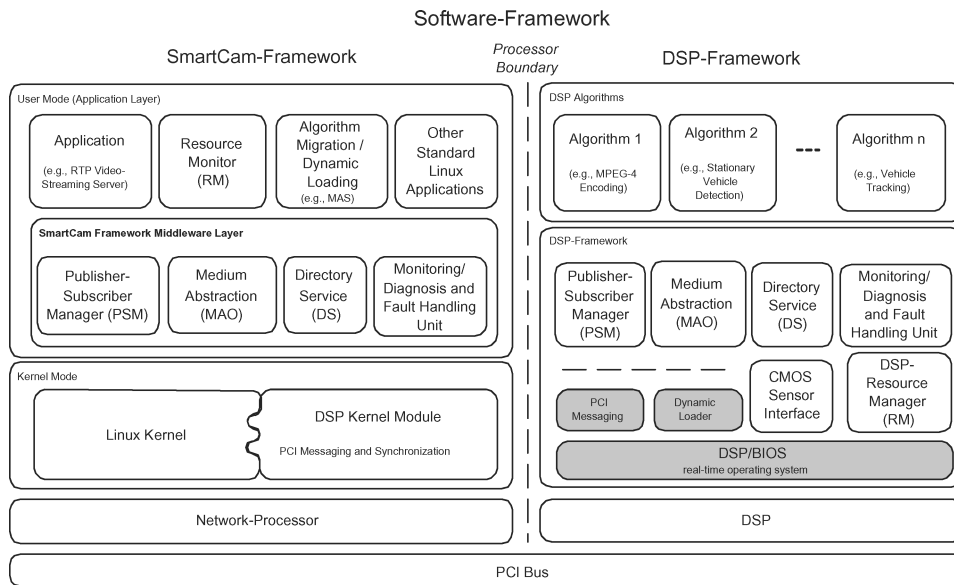 Software-Framework
SmartCam-Framework
Processor
Boundary
DSP-Framework
User Mode (Application Layer)
Application
(e.g., RTP Video-
Streaming Server)
Resource
Monitor
(RM)
Algorithm
Migration /
Dynamic
Loading
(e.g., MAS)
Other
Standard
Linux
Applications
SmartCam Framework Middleware Layer
Publisher-
Subscriber
Manager (PSM)
Medium
Abstraction
(MAO)
Directory
Service
(DS)
Monitoring/
Diagnosis and
Fault Handling
Unit
Kernel Mode
Linux Kernel
DSP Kernel Module
PCI Messaging and Synchronization
Network-Processor
DSP Algorithms
Algorithm 1
(e.g., MPEG-4
Encoding)
Algorithm 2
(e.g., Stationary
Vehicle
Detection)
Algorithm n
(e.g., Vehicle
Tracking)
DSP-Framework
Publisher-
Subscriber
Manager
(PSM)
Medium
Abstraction
(MAO)
Directory
Service
(DS)
Monitoring/
Diagnosis
and Fault
Handling Unit
PCI
Messaging
Dynamic
Loader
CMOS
Sensor
Interface
DSP-
Resource
Manager
(RM)
DSP/BIOS
real-time operating system
DSP
PCI Bus